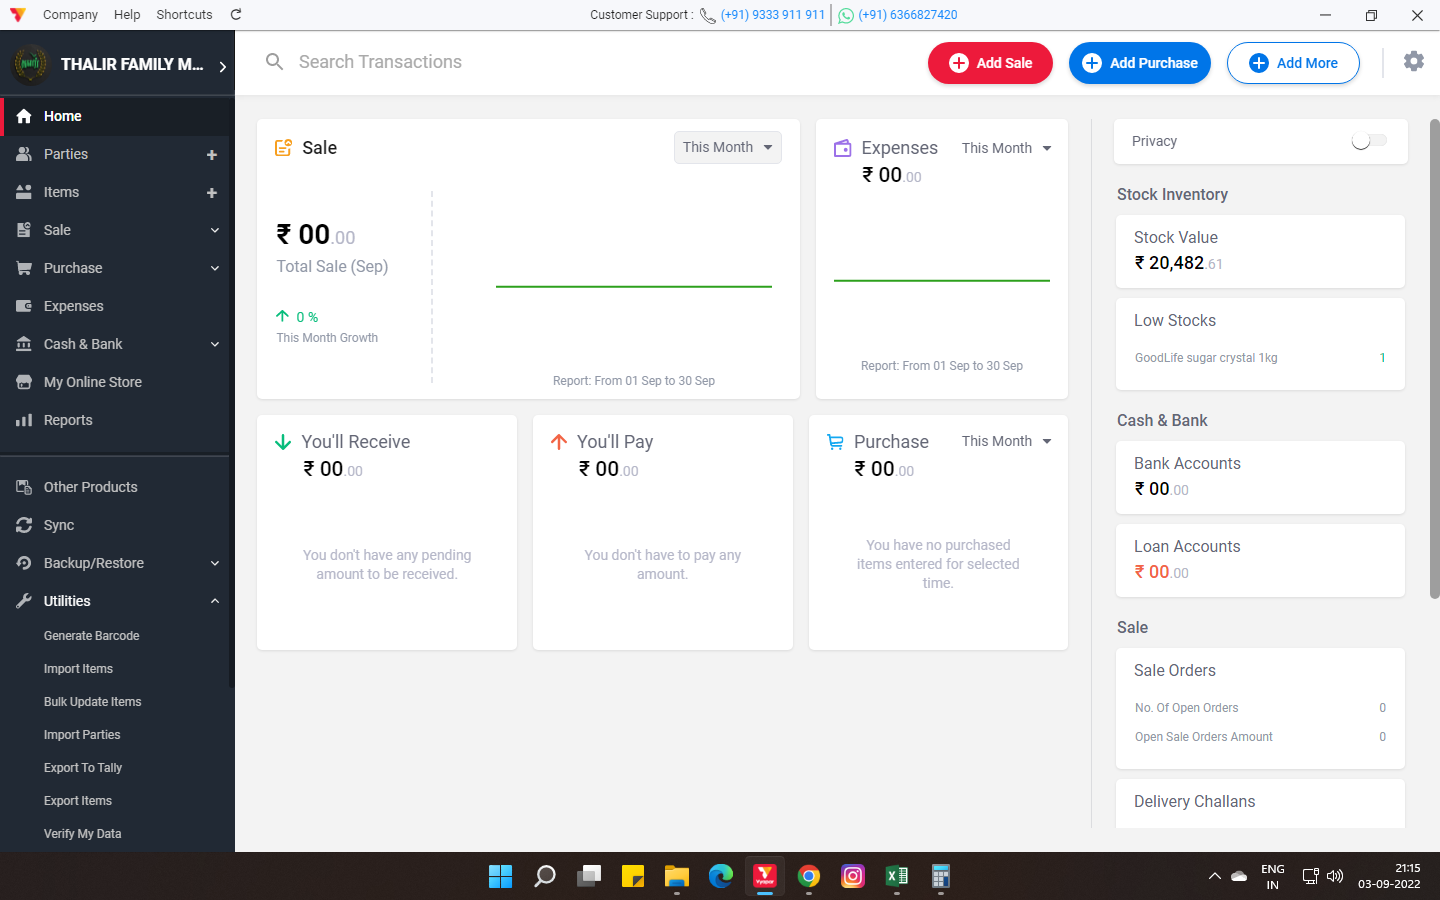 Company Help Shortcuts
Customer Support : (+91) 9333 911 911 (+91) 6366827420
THALIR FAMILY M...
Search Transactions
Add Sale
Add Purchase
Add More
Home
Parties
Items
Sale
Purchase
Expenses
Cash & Bank
My Online Store
Reports
Other Products
Sync
Backup/Restore
Utilities
Generate Barcode
Import Items
Bulk Update Items
Import Parties
Export To Tally
Export Items
Verify My Data
Sale
This Month
₹ 00.00
Total Sale (Sep)
0 %
This Month Growth
Report: From 01 Sep to 30 Sep
Expenses
This Month
₹ 00.00
Report: From 01 Sep to 30 Sep
You'll Receive
₹ 00.00
You don't have any pending
amount to be received.
You'll Pay
₹ 00.00
You don't have to pay any
amount.
Purchase
This Month
₹ 00.00
You have no purchased
items entered for selected
time.
Privacy
Stock Inventory
Stock Value
₹ 20,482.61
Low Stocks
GoodLife sugar crystal 1kg 1
Cash & Bank
Bank Accounts
₹ 00.00
Loan Accounts
₹ 00.00
Sale
Sale Orders
No. Of Open Orders 0
Open Sale Orders Amount 0
Delivery Challans
Vyapar
ENG
IN
21:15
03-09-2022